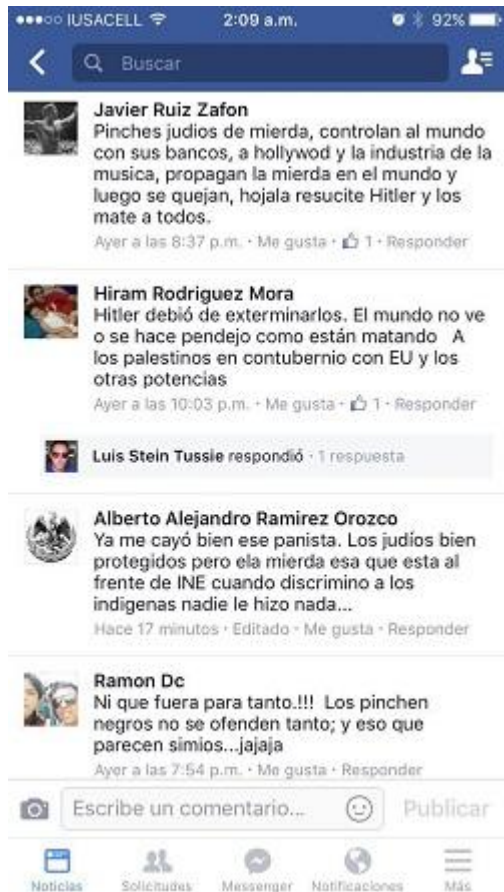 IUSACELL 2:09 a.m. 92%
Buscar
Javier Ruiz Zafon
Pinches judios de mierda, controlan al mundo
con sus bancos, a hollywod y la industria de la
musica, propagan la mierda en el mundo y
luego se quejan, hojala resucite Hitler y los
mate a todos.
Ayer a las 8:37 p.m. · Me gusta · 1 · Responder
Hiram Rodriguez Mora
Hitler debió de exterminarlos. El mundo no ve
o se hace pendejo como están matando A
los palestinos en contubernio con EU y los
otras potencias
Ayer a las 10:03 p.m. · Me gusta · 1 · Responder
Luis Stein Tussie respondió · 1 respuesta
Alberto Alejandro Ramirez Orozco
Ya me cayó bien ese panista. Los judíos bien
protegidos pero ela mierda esa que esta al
frente de INE cuando discrimino a los
indigenas nadie le hizo nada...
Hace 17 minutos · Editado · Me gusta · Responder
Ramon Dc
Ni que fuera para tanto.!!! Los pinchen
negros no se ofenden tanto; y eso que
parecen simios...jajaja
Ayer a las 7:54 p.m. · Me gusta · Responder
Escribe un comentario... Publicar
Noticias Solicitudes Messenger Notificaciones Más